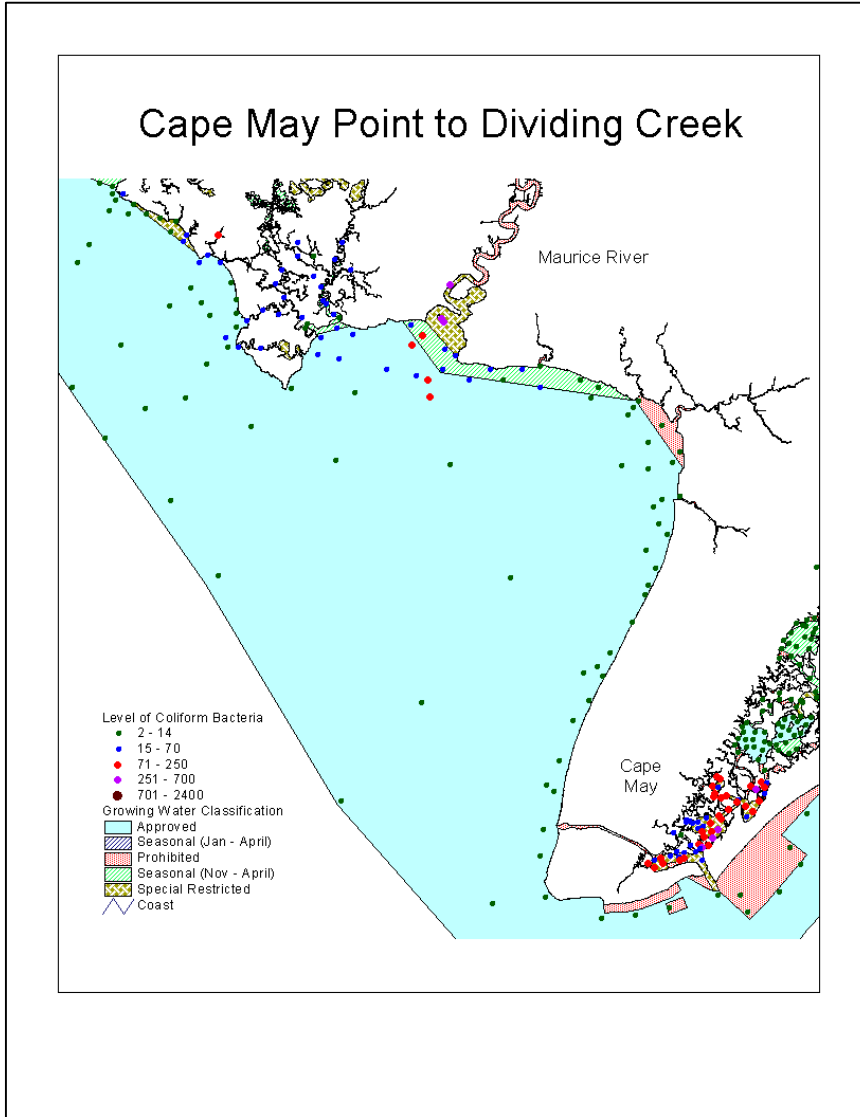 Cape May Point to Dividing Creek
Maurice River
Level of Coliform Bacteria
2 - 14
15 - 70
71 - 250
251 - 700
701 - 2400
Growing Water Classification
Approved
Seasonal (Jan - April)
Prohibited
Seasonal (Nov - April)
Special Restricted
Coast
Cape
May